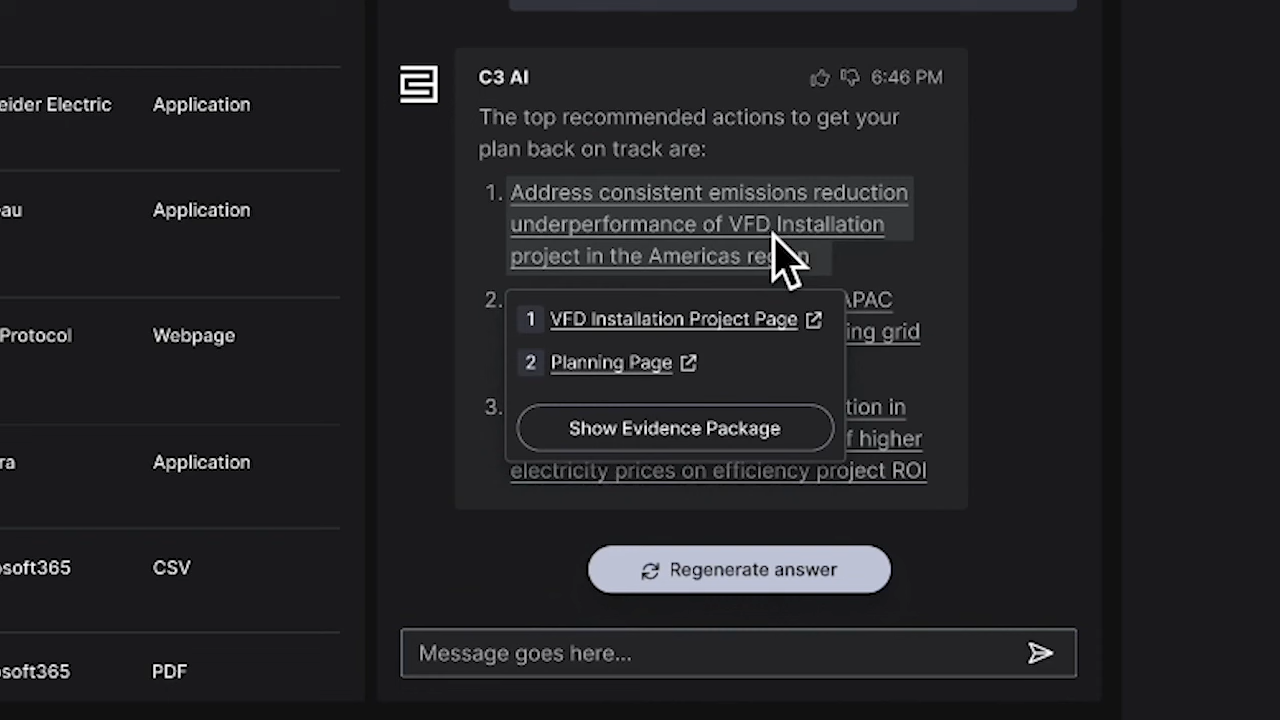 eider Electric Application
au Application
Protocol Webpage
ra Application
osoft365 CSV
osoft365 PDF
C3 AI 6:46 PM
The top recommended actions to get your
plan back on track are:
1. Address consistent emissions reduction
underperformance of VFD Installation
project in the Americas region
2. APAC
ing grid
1 VFD Installation Project Page
2 Planning Page
Show Evidence Package
3. tion in
f higher
electricity prices on efficiency project ROI
Regenerate answer
Message goes here...